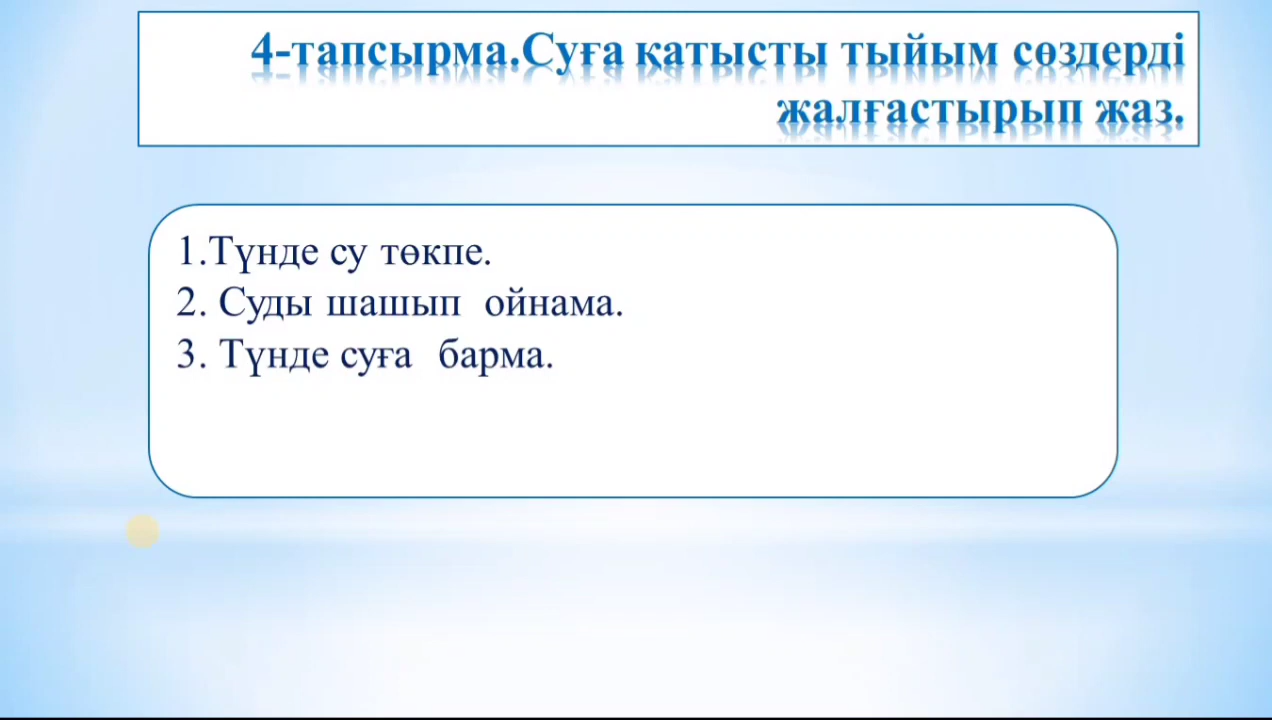 4-тапсырма.Суға қатысты тыйым сөздерді
жалғастырып жаз.
1.Түнде су төкпе.
2. Суды шашып ойнама.
3. Түнде суға барма.